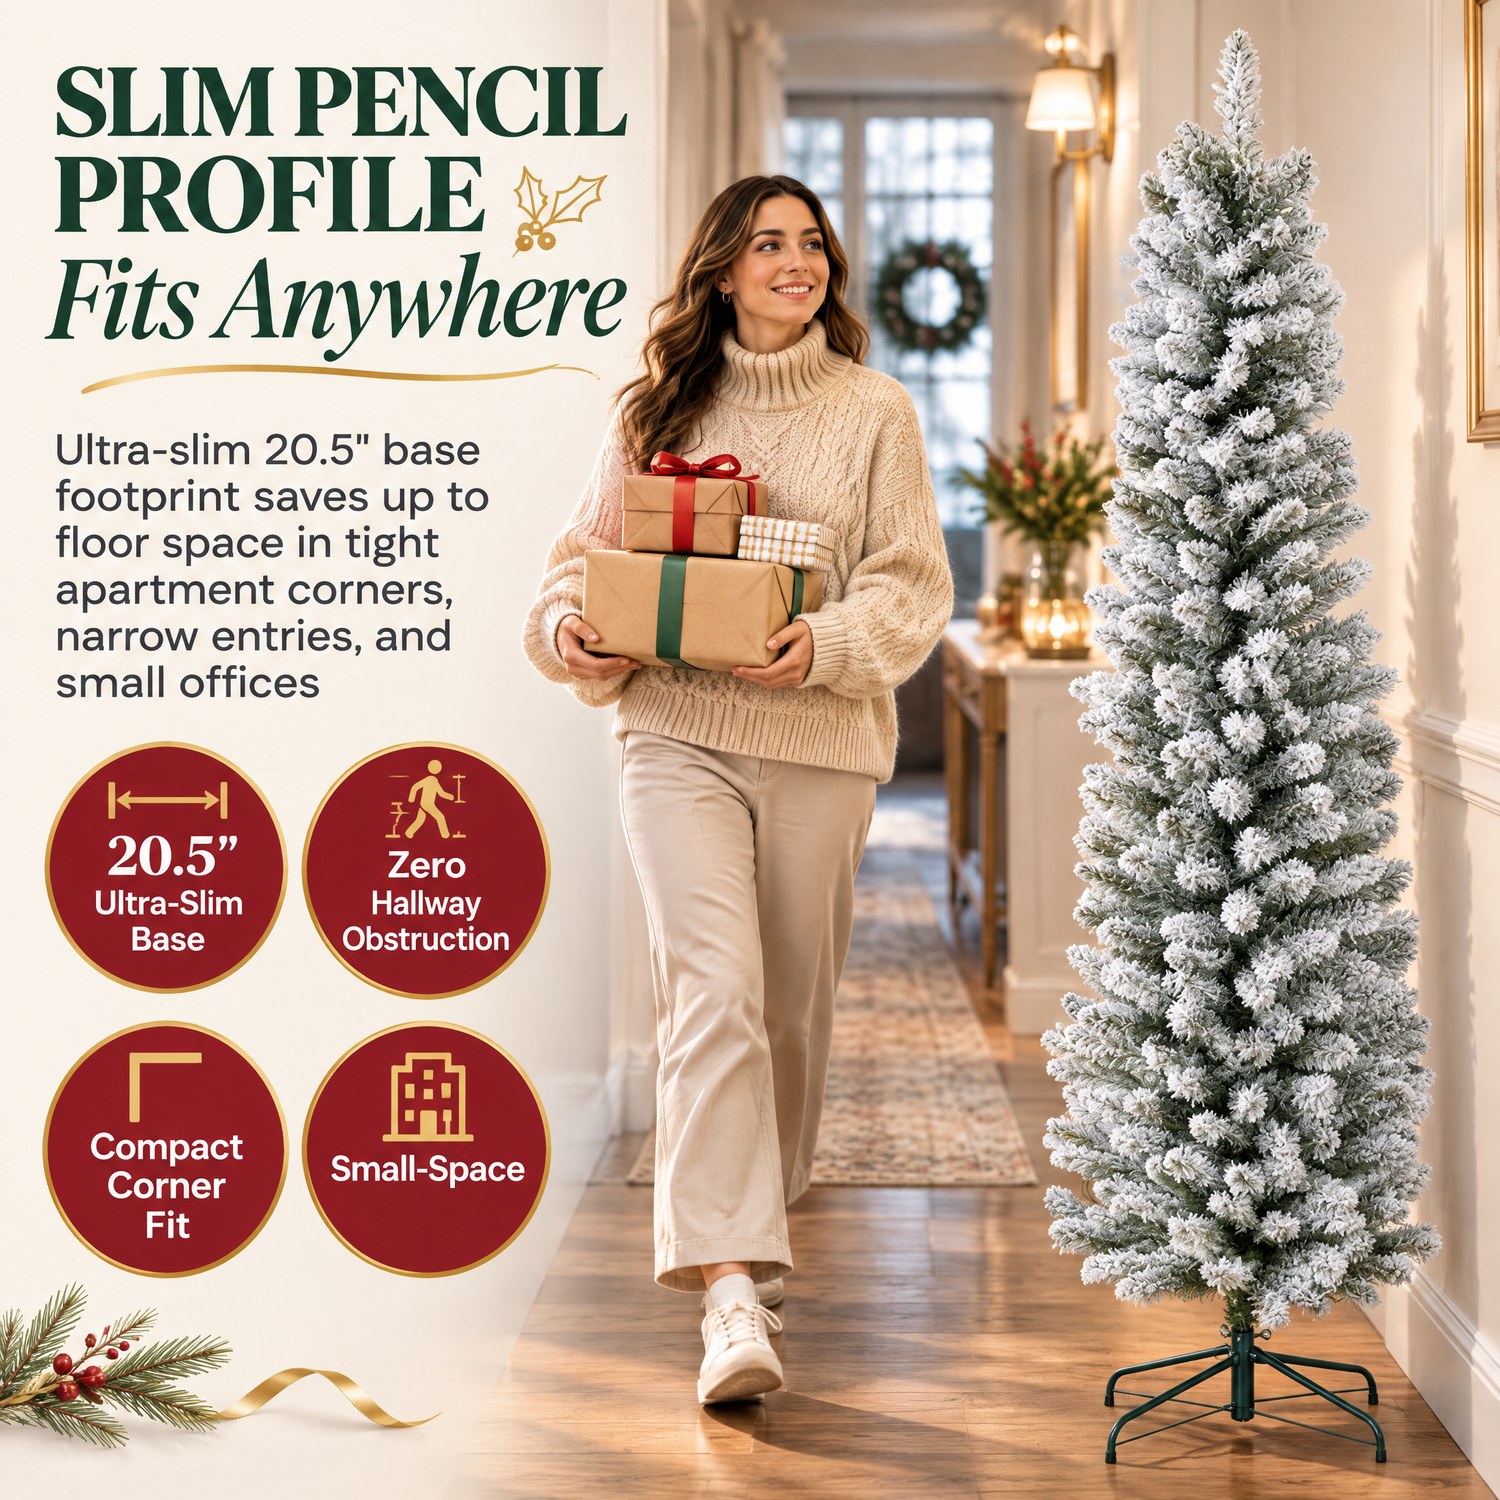 SLIM PENCIL
PROFILE
Fits Anywhere
Ultra-slim 20.5" base
footprint saves up to
floor space in tight
apartment corners,
narrow entries, and
small offices
20.5”
Ultra-Slim
Base
Zero
Hallway
Obstruction
Compact
Corner
Fit
Small-Space